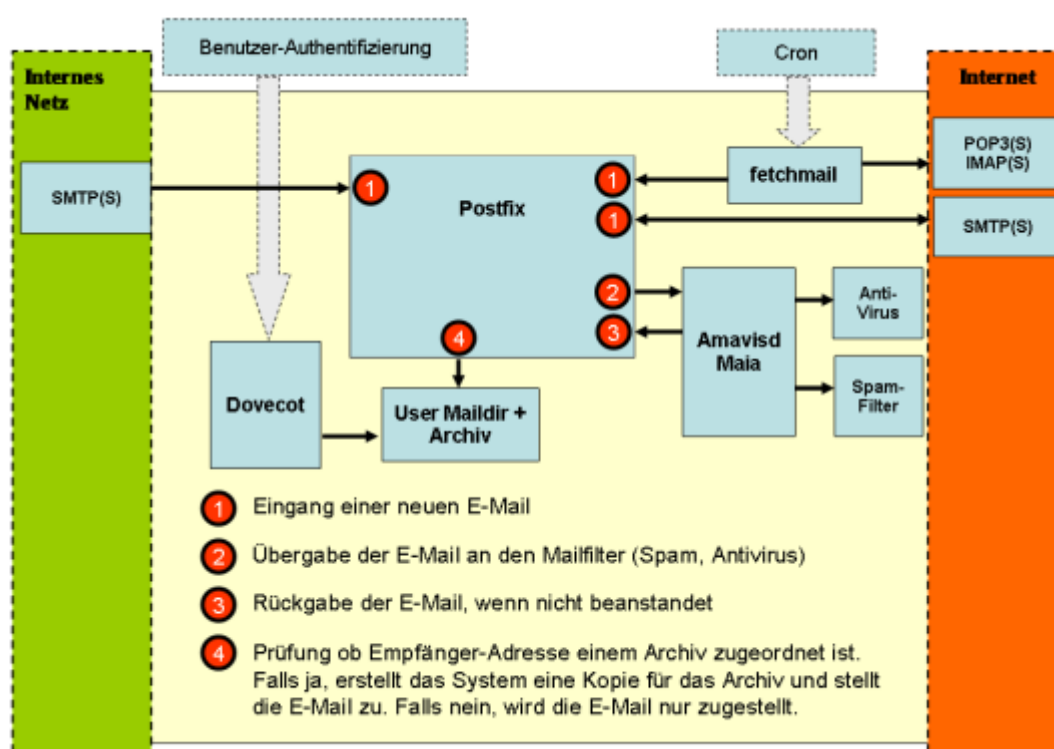 Benutzer-Authentifizierung
Cron
Internes
Netz
Internet
SMTP(S)
POP3(S)
IMAP(S)
SMTP(S)
fetchmail
1
1
1
Postfix
2
3
4
Amavisd
Maia
Anti-
Virus
Spam-
Filter
Dovecot
User Maildir +
Archiv
1 Eingang einer neuen E-Mail
2 Übergabe der E-Mail an den Mailfilter (Spam, Antivirus)
3 Rückgabe der E-Mail, wenn nicht beanstandet
4 Prüfung ob Empfänger-Adresse einem Archiv zugeordnet ist.
Falls ja, erstellt das System eine Kopie für das Archiv und stellt
die E-Mail zu. Falls nein, wird die E-Mail nur zugestellt.